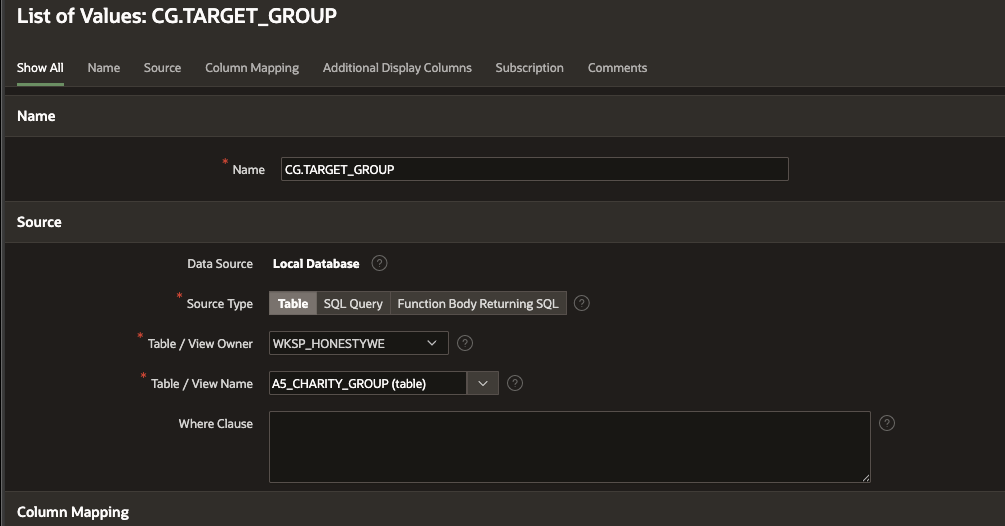 List of Values: CG.TARGET_GROUP
Show All Name Source Column Mapping Additional Display Columns Subscription Comments
Name
* Name CG.TARGET_GROUP
Source
Data Source Local Database ?
* Source Type Table SQL Query Function Body Returning SQL ?
* Table / View Owner WKSP_HONESTYWE ?
* Table / View Name A5_CHARITY_GROUP (table) ?
Where Clause ?
Column Mapping